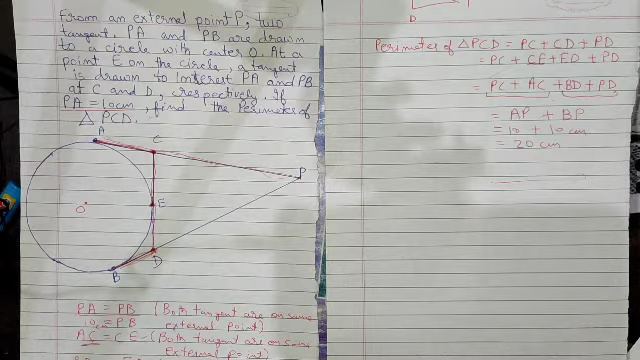 From an external point P, two
tangent, PA and PB are drawn
to a circle with center O. At a
point E on the circle, a tangent
is drawn to interest PA and PB
at C and D, respectively. If
PA = 10cm, find the Perimeter of
△ PCD.
A
C
P
O
E
D
B
PA = PB (Both tangent are on same
10cm = PB external point)
AC = CE (Both tangent are on same
external point)
D
Perimeter of △PCD = PC + CD + PD
= PC + CE + ED + PD
= PC + AC + BD + PD
= AP + BP
= 10 + 10 cm
= 20 cm